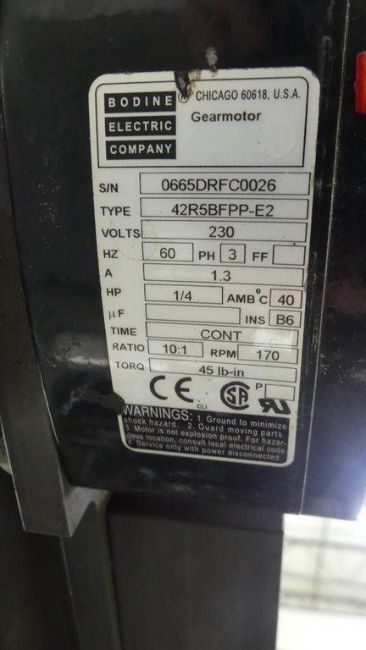 BODINE ® CHICAGO 60618, U.S.A.
ELECTRIC Gearmotor
COMPANY
S/N 0665DRFC0026
TYPE 42R5BFPP-E2
VOLTS 230
HZ 60 PH 3 FF
A 1.3
HP 1/4 AMB°C 40
µF INS B6
TIME CONT
RATIO 10:1 RPM 170
TORQ 45 lb-in
CE SA P
WARNINGS: 1. Ground to minimize
shock hazard. 2. Guard moving parts
3. Motor is not explosion proof. For hazar-
dous location, consult local electrical code
4. Service only with power disconnected